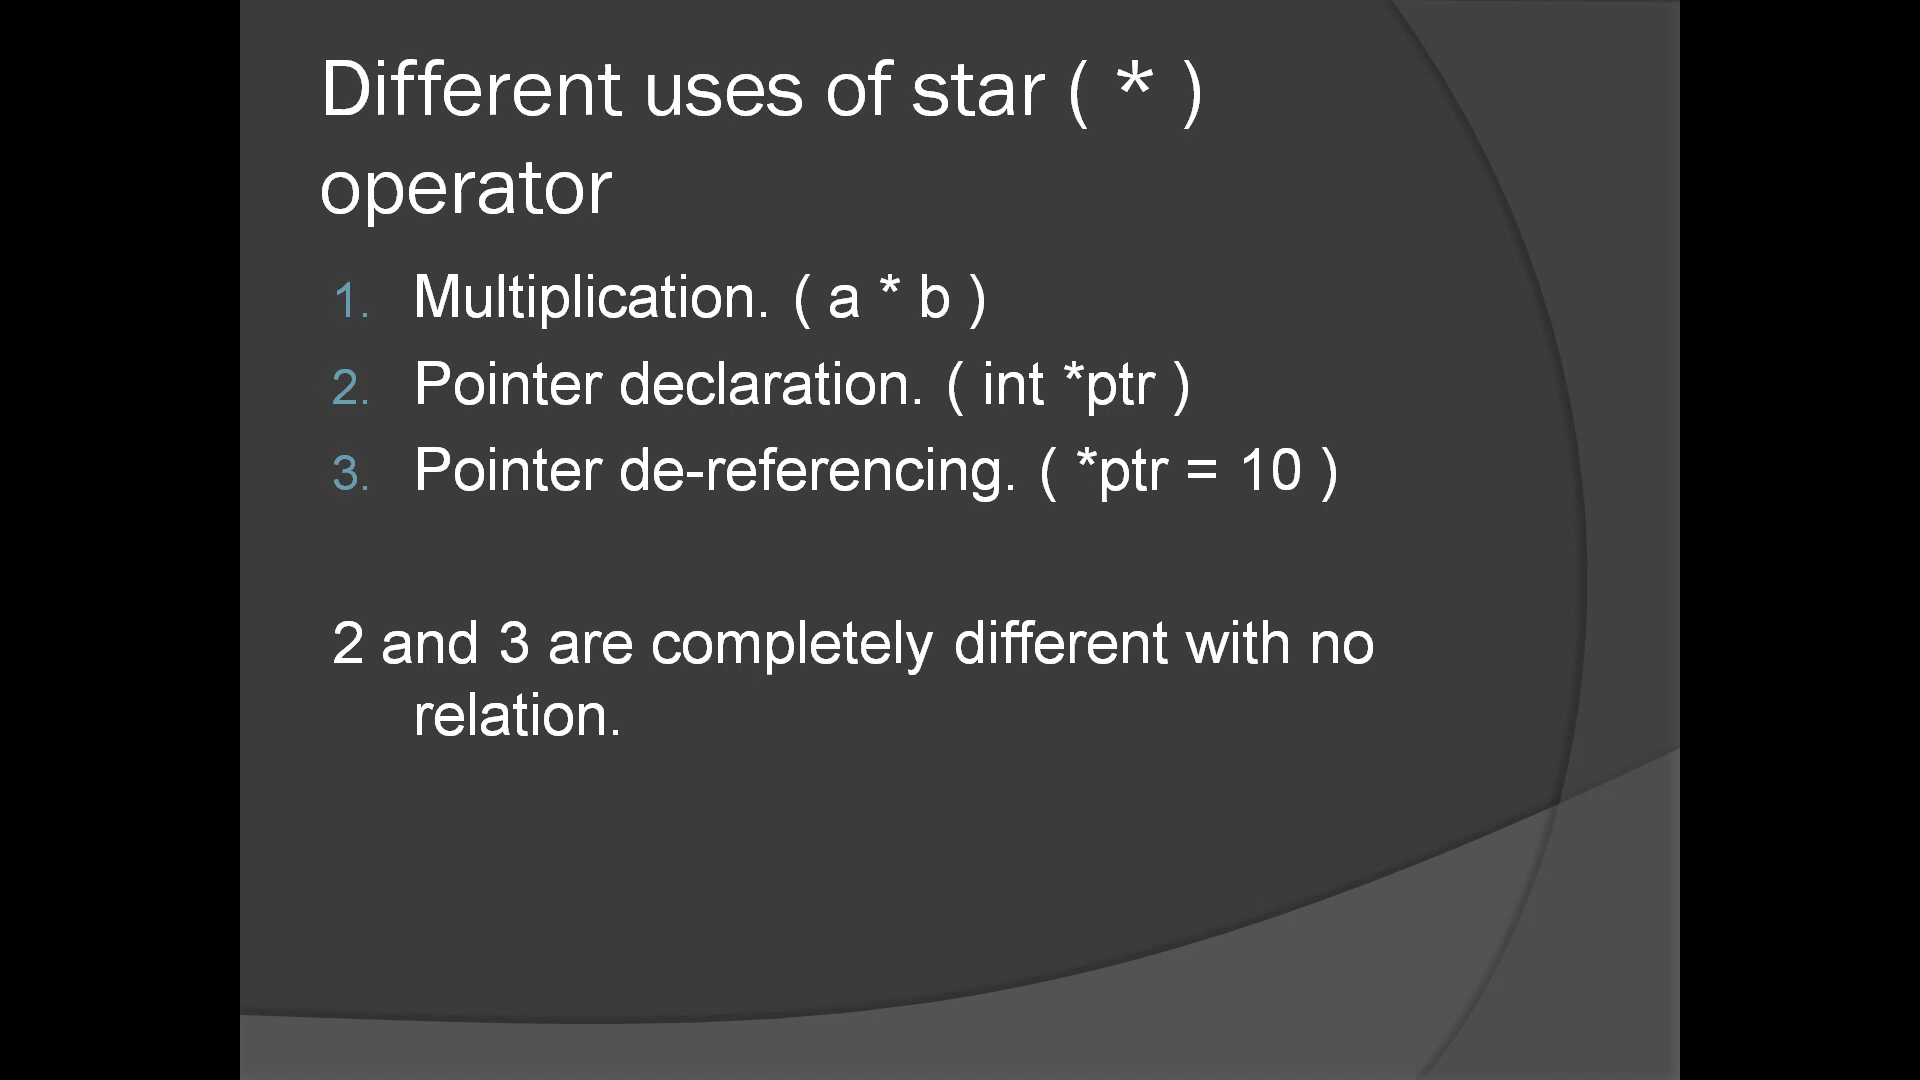 Different uses of star ( * )
operator
1. Multiplication. ( a * b )
2. Pointer declaration. ( int *ptr )
3. Pointer de-referencing. ( *ptr = 10 )
2 and 3 are completely different with no
relation.